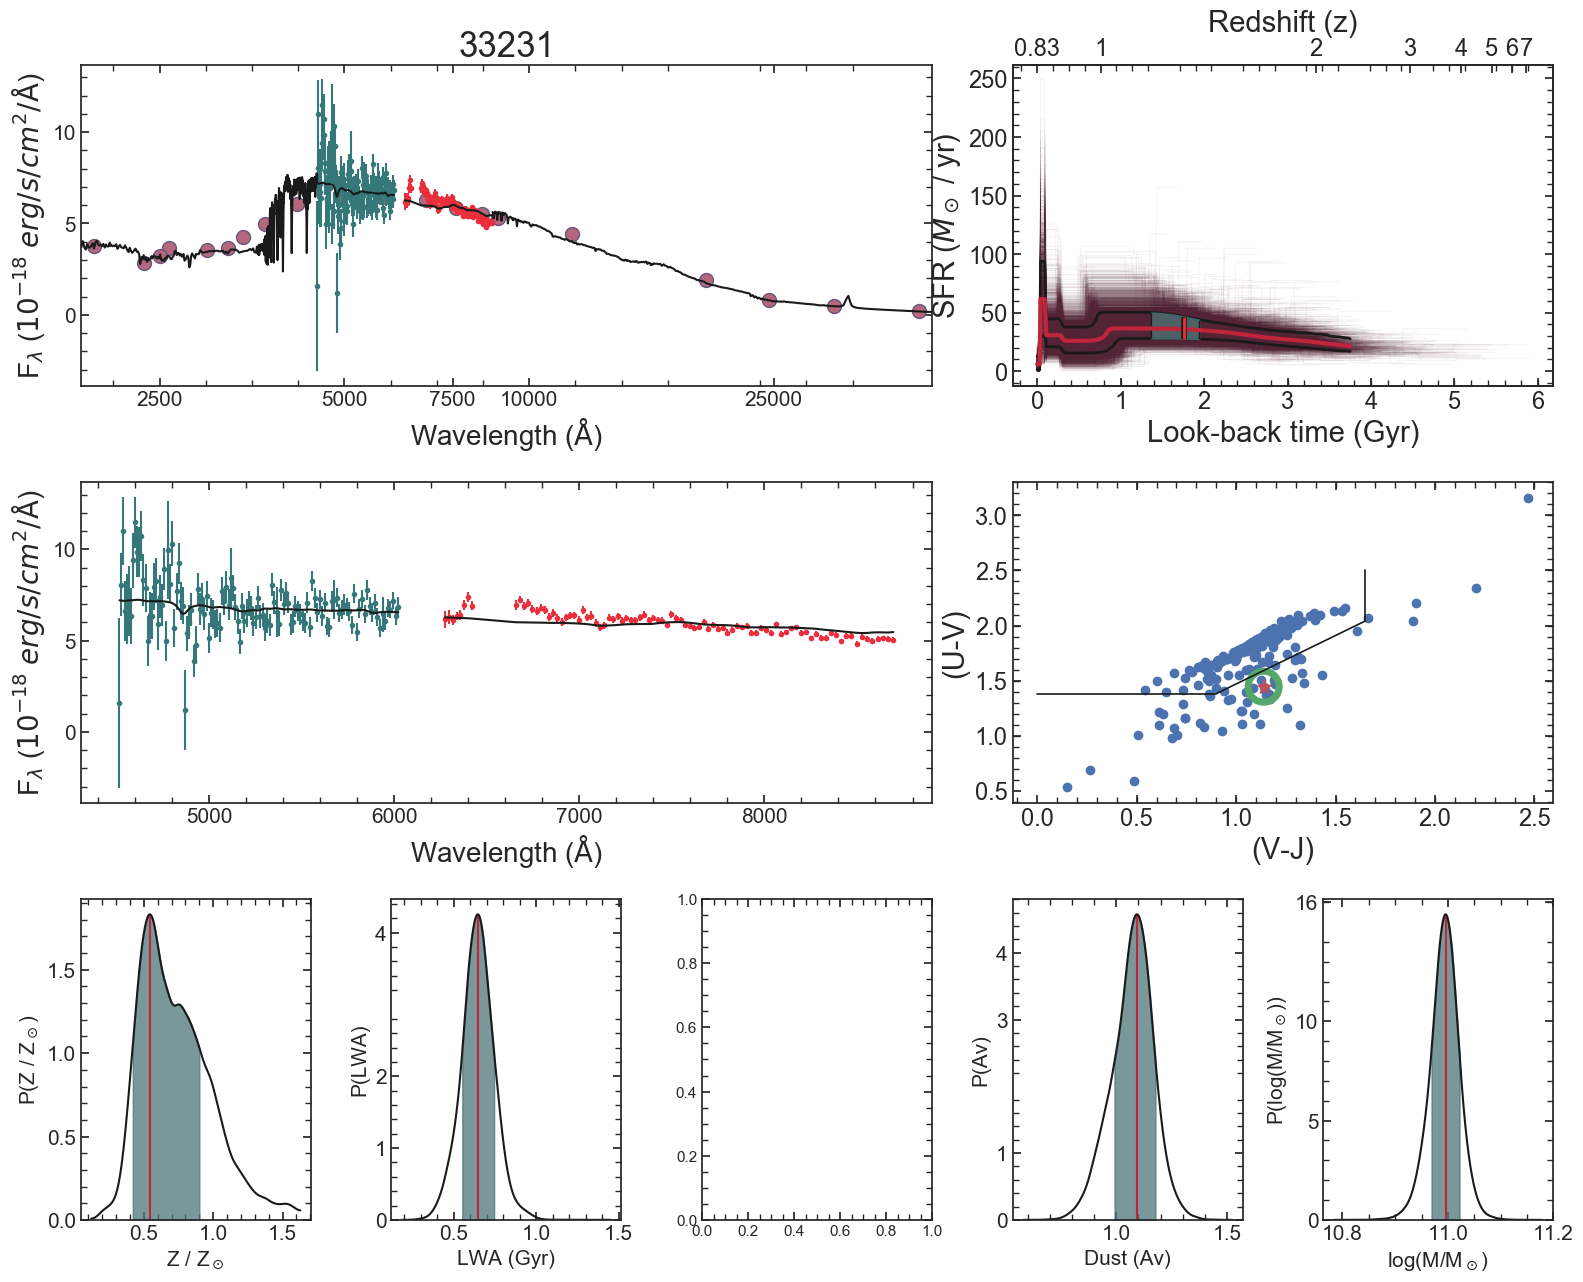 33231
F_λ (10^−18 erg/s/cm^2/Å)
10
5
0
2500 5000 7500 10000 25000
Wavelength (Å)
Redshift (z)
0.83 1 2 3 4 5 6 7
SFR (M_⊙ / yr)
250
200
150
100
50
0
0 1 2 3 4 5 6
Look-back time (Gyr)
F_λ (10^−18 erg/s/cm^2/Å)
10
5
0
5000 6000 7000 8000
Wavelength (Å)
(U-V)
3.0
2.5
2.0
1.5
1.0
0.5
0.0 0.5 1.0 1.5 2.0 2.5
(V-J)
P(Z / Z_⊙)
1.5
1.0
0.5
0.0
0.5 1.0 1.5
Z / Z_⊙
P(LWA)
4
2
1
0
0.5 1.0 1.5
LWA (Gyr)
1.0
0.8
0.6
0.4
0.2
0.0
0.0 0.2 0.4 0.6 0.8 1.0
P(Av)
4
3
1
0
1.0 1.5
Dust (Av)
P(log(M/M_⊙))
16
10
5
0
10.8 11.0 11.2
log(M/M_⊙)